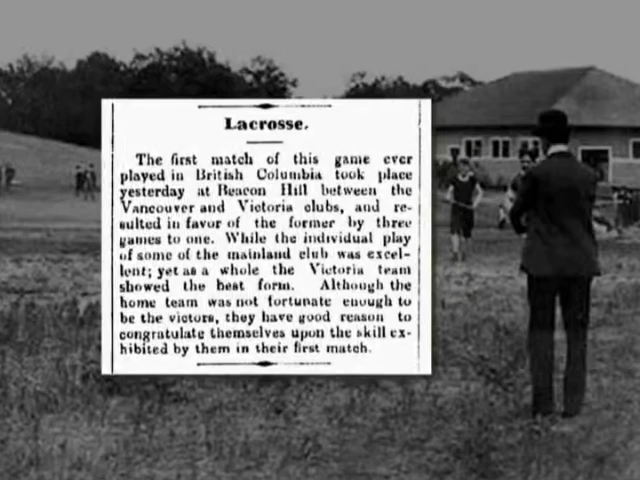 Lacrosse.
The first match of this game ever
played in British Columbia took place
yesterday at Beacon Hill between the
Vancouver and Victoria clubs, and re-
sulted in favor of the former by three
games to one. While the individual play
of some of the mainland club was excel-
lent; yet as a whole the Victoria team
showed the best form. Although the
home team was not fortunate enough to
be the victors, they have good reason to
congratulate themselves upon the skill ex-
hibited by them in their first match.